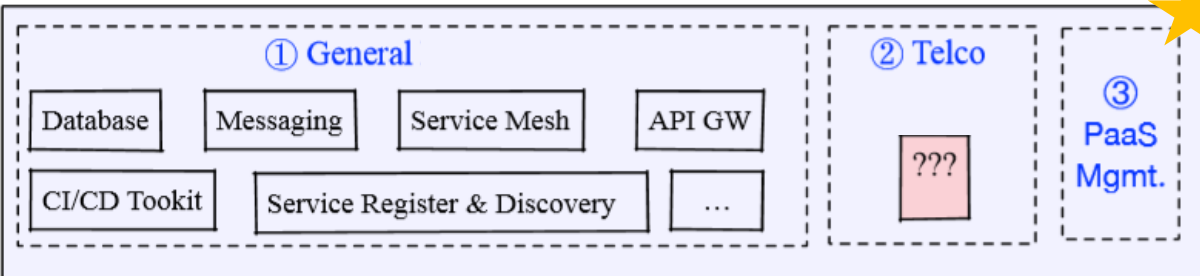 ① General
Database
Messaging
Service Mesh
API GW
CI/CD Tookit
Service Register & Discovery
...
② Telco
???
③
PaaS
Mgmt.